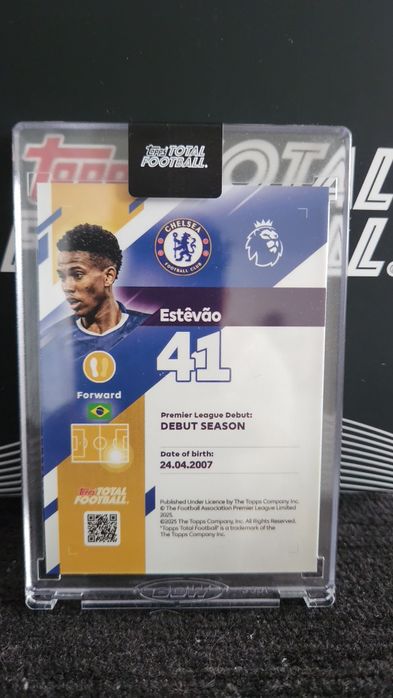 Topps TOTAL
FOOTBALL.
CHELSEA
FOOTBALL CLUB
Estêvão
41
Forward
Premier League Debut:
DEBUT SEASON
Date of birth:
24.04.2007
Topps TOTAL
FOOTBALL.
Published Under Licence by The Topps Company Inc.
© The Football Association Premier League Limited
2025.
©2025 The Topps Company, Inc. All Rights Reserved.
"Topps Total Football" is a trademark of the
The Topps Company Inc.